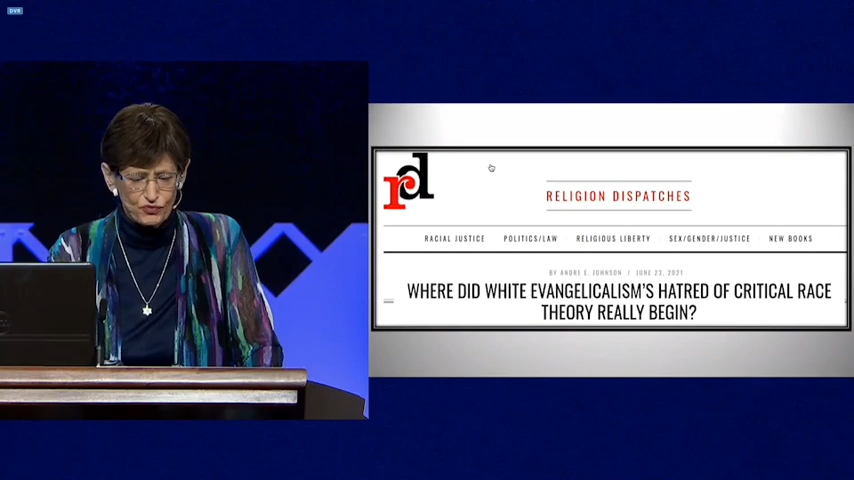 DVR
rd
RELIGION DISPATCHES
RACIAL JUSTICE POLITICS/LAW RELIGIOUS LIBERTY SEX/GENDER/JUSTICE NEW BOOKS
BY ANDRE E. JOHNSON / JUNE 23, 2021
WHERE DID WHITE EVANGELICALISM'S HATRED OF CRITICAL RACE
THEORY REALLY BEGIN?